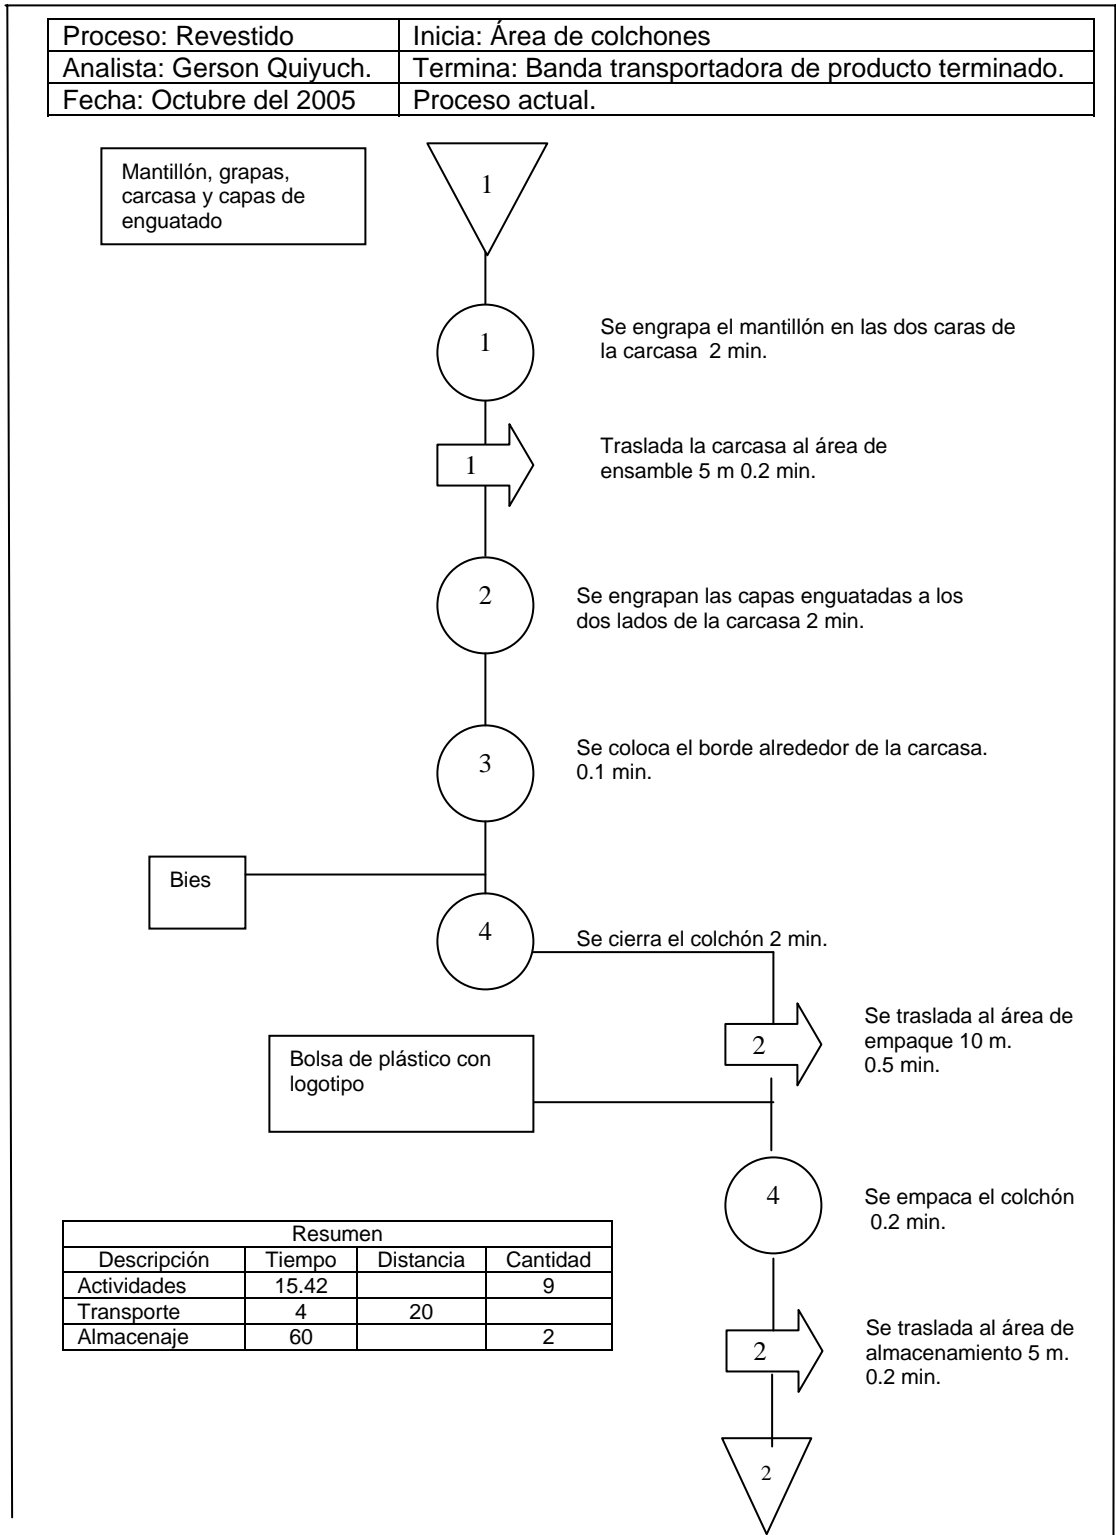 Proceso: Revestido Inicia: Área de colchones
Analista: Gerson Quiyuch. Termina: Banda transportadora de producto terminado.
Fecha: Octubre del 2005 Proceso actual.
Mantillón, grapas,
carcasa y capas de
enguatado
1
1
Se engrapa el mantillón en las dos caras de
la carcasa 2 min.
1
Traslada la carcasa al área de
ensamble 5 m 0.2 min.
2
Se engrapan las capas enguatadas a los
dos lados de la carcasa 2 min.
3
Se coloca el borde alrededor de la carcasa.
0.1 min.
Bies
4
Se cierra el colchón 2 min.
2
Se traslada al área de
empaque 10 m.
0.5 min.
Bolsa de plástico con
logotipo
4
Se empaca el colchón
0.2 min.
Resumen
Descripción Tiempo Distancia Cantidad
Actividades 15.42 9
Transporte 4 20
Almacenaje 60 2
2
Se traslada al área de
almacenamiento 5 m.
0.2 min.
2